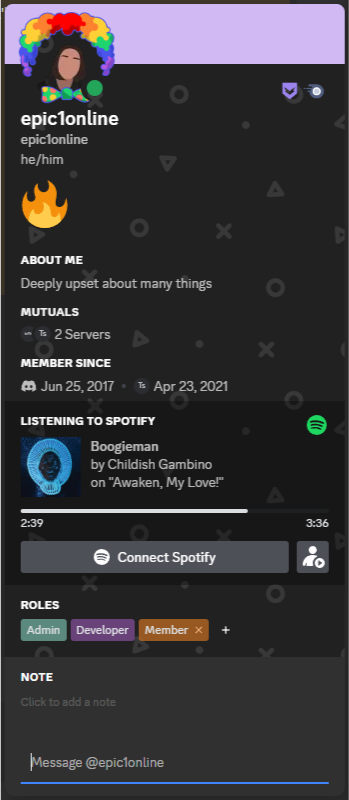 epic1online
epic1online
he/him
ABOUT ME
Deeply upset about many things
MUTUALS
Ts 2 Servers
MEMBER SINCE
Jun 25, 2017 • Ts Apr 23, 2021
LISTENING TO SPOTIFY
Boogieman
by Childish Gambino
on "Awaken, My Love!"
2:39 3:36
Connect Spotify
ROLES
Admin Developer Member × +
NOTE
Click to add a note
Message @epic1online